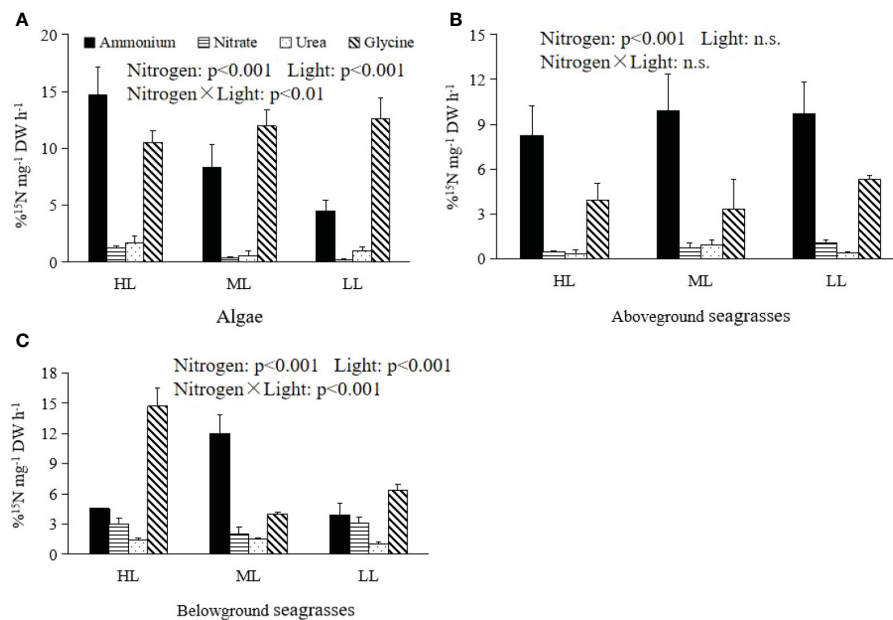 A
Ammonium Nitrate Urea Glycine
Nitrogen: p<0.001 Light: p<0.001
Nitrogen×Light: p<0.01
%¹⁵N mg⁻¹ DW h⁻¹
20
15
10
5
0
HL ML LL
Algae
B
Nitrogen: p<0.001 Light: n.s.
Nitrogen×Light: n.s.
%¹⁵N mg⁻¹ DW h⁻¹
15
12
9
6
3
0
HL ML LL
Aboveground seagrasses
C
Nitrogen: p<0.001 Light: p<0.001
Nitrogen×Light: p<0.001
%¹⁵N mg⁻¹ DW h⁻¹
18
15
12
9
6
3
0
HL ML LL
Belowground seagrasses